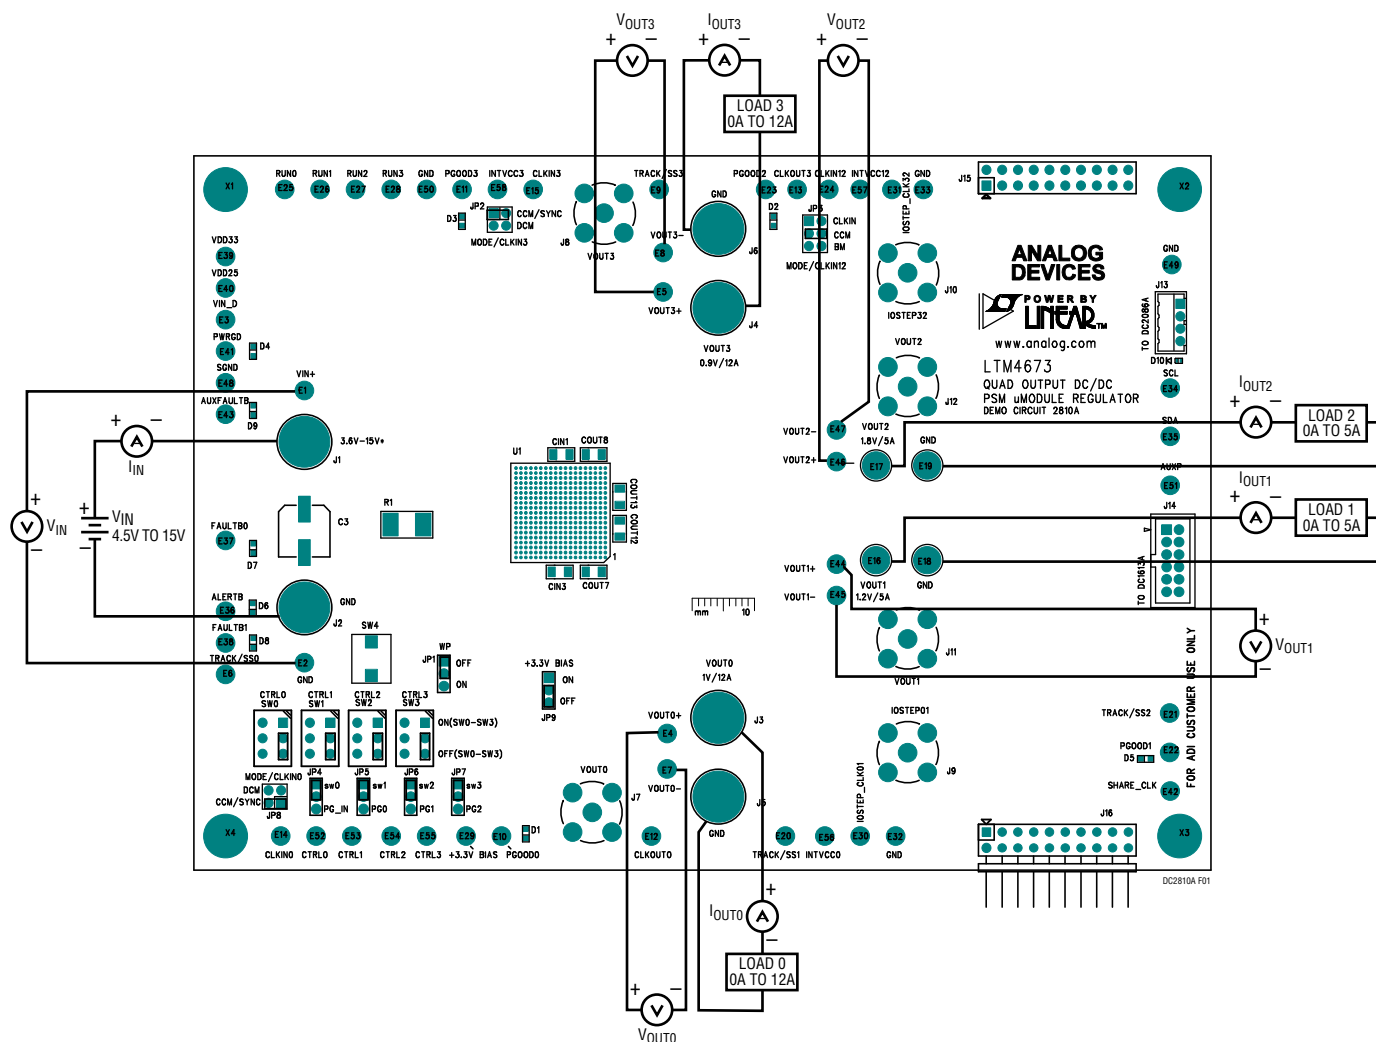 VOUT3
IOUT3
VOUT2
+ −
+ −
+ −
LOAD 3
0A TO 12A
X1
RUN0
RUN1
RUN2
RUN3
GND
PGOOD3
INTVCC3
CLKIN3
E25
E26
E27
E28
E50
E11
E58
E15
JP2
CCM/SYNC
DCM
D3
MODE/CLKIN3
J8
VOUT3
TRACK/SS3
E9
VOUT3-
E8
E5
VOUT3+
GND
J6
J4
VOUT3
0.9V/12A
PGOOD2
CLKOUT3
CLKIN12
INTVCC12
GND
E23
E13
E24
E57
E31
E33
D2
CLKIN
CCM
BM
MODE/CLKIN12
IOSTEP_CLK32
J10
IOSTEP32
VOUT2
J12
J15
X2
ANALOG
DEVICES
POWER BY
LINEAR™
www.analog.com
LTM4673
QUAD OUTPUT DC/DC
PSM uMODULE REGULATOR
DEMO CIRCUIT 2810A
GND
E49
J13
TO DC2086A
D10
SCL
E34
SDA
E35
AUXP
E51
J14
TO DC1613A
VDD33
E39
VDD25
E40
VIN_D
E3
PWRGD
E41
D4
SGND
E48
AUXFAULTB
E43
D9
VIN+
E1
3.6V-15V*
J1
+ −
A
IIN
+
V
VIN
−
+
VIN
4.5V TO 15V
−
FAULTB0
E37
D7
C3
R1
ALERTB
E36
D6
FAULTB1
E38
D8
TRACK/SS0
E6
GND
J2
E2
GND
SW4
U1
CIN1
COUT8
COUT13
COUT12
1
CIN3
COUT7
VOUT2-
E47
VOUT2+
E46
VOUT2
1.8V/5A
E17
GND
E19
IOUT2
+ −
A
LOAD 2
0A TO 5A
IOUT1
+ −
A
LOAD 1
0A TO 5A
VOUT1+
E44
VOUT1-
E45
E16
VOUT1
1.2V/5A
E18
GND
J11
VOUT1
+
V
VOUT1
−
mm 10
WP
JP1
OFF
ON
+3.3V BIAS
ON
OFF
JP9
CTRL0
SW0
CTRL1
SW1
CTRL2
SW2
CTRL3
SW3
ON(SW0-SW3)
OFF(SW0-SW3)
MODE/CLKIN0
DCM
CCM/SYNC
JP8
JP4
sw0
PG_IN
JP5
sw1
PG0
JP6
sw2
PG1
JP7
sw3
PG2
X4
E14
E52
E53
E54
E55
E29
E10
D1
CLKIN0
CTRL0
CTRL1
CTRL2
CTRL3
+3.3V BIAS
PGOOD0
VOUT0
J7
VOUT0
1V/12A
VOUT0+
E4
J3
E7
VOUT0-
J5
GND
E12
CLKOUT0
E20
E56
E30
E32
TRACK/SS1
INTVCC0
GND
IOSTEP_CLK01
IOSTEP01
J9
TRACK/SS2
E21
PGOOD1
E22
D5
SHARE_CLK
E42
FOR ADI CUSTOMER USE ONLY
J16
X3
DC2810A F01
+
IOUT0
A
−
LOAD 0
0A TO 12A
+ −
V
VOUT0